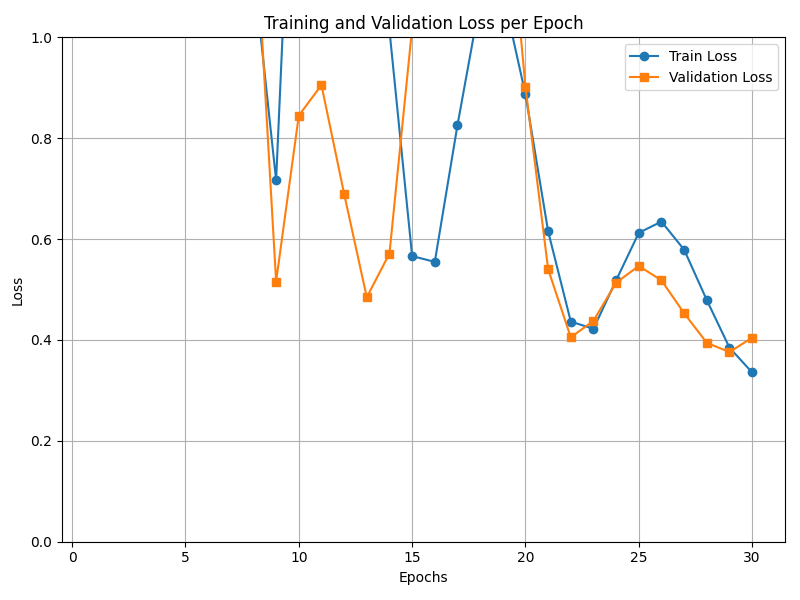 Training and Validation Loss per Epoch
Train Loss
Validation Loss
Loss
1.0
0.8
0.6
0.4
0.2
0.0
0 5 10 15 20 25 30
Epochs